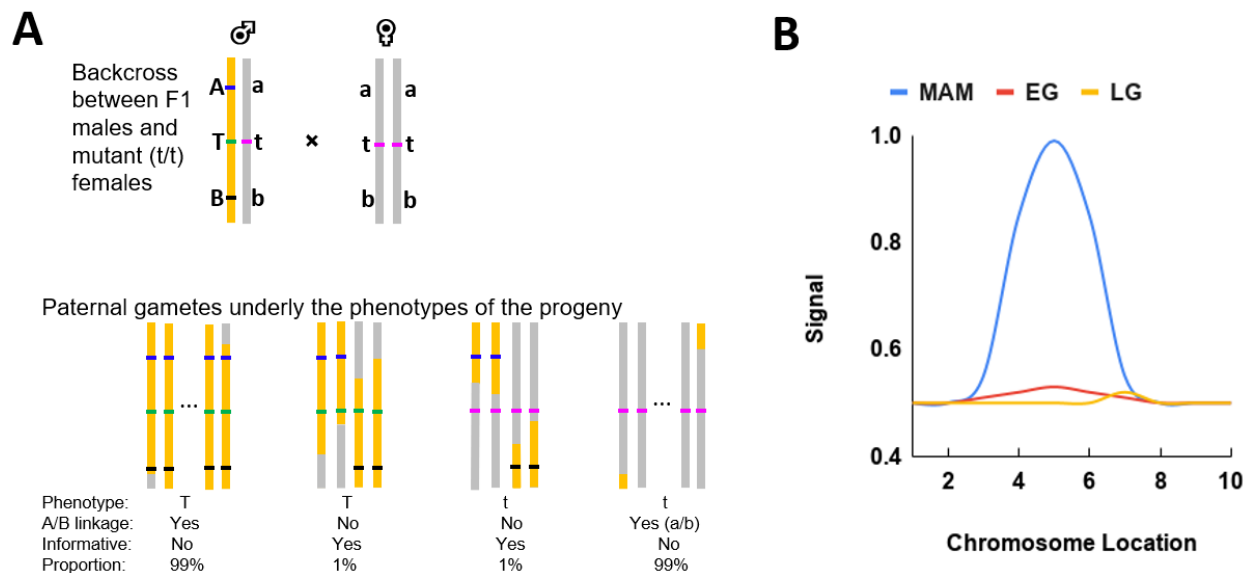 A
♂ ♀
Backcross
between F1
males and
mutant (t/t)
females
A a a a
T t × t t
B b b b
Paternal gametes underly the phenotypes of the progeny
... ...
Phenotype: T T t t
A/B linkage: Yes No No Yes (a/b)
Informative: No Yes Yes No
Proportion: 99% 1% 1% 99%
B
MAM EG LG
1.0
0.8
0.6
0.4
Signal
2 4 6 8 10
Chromosome Location